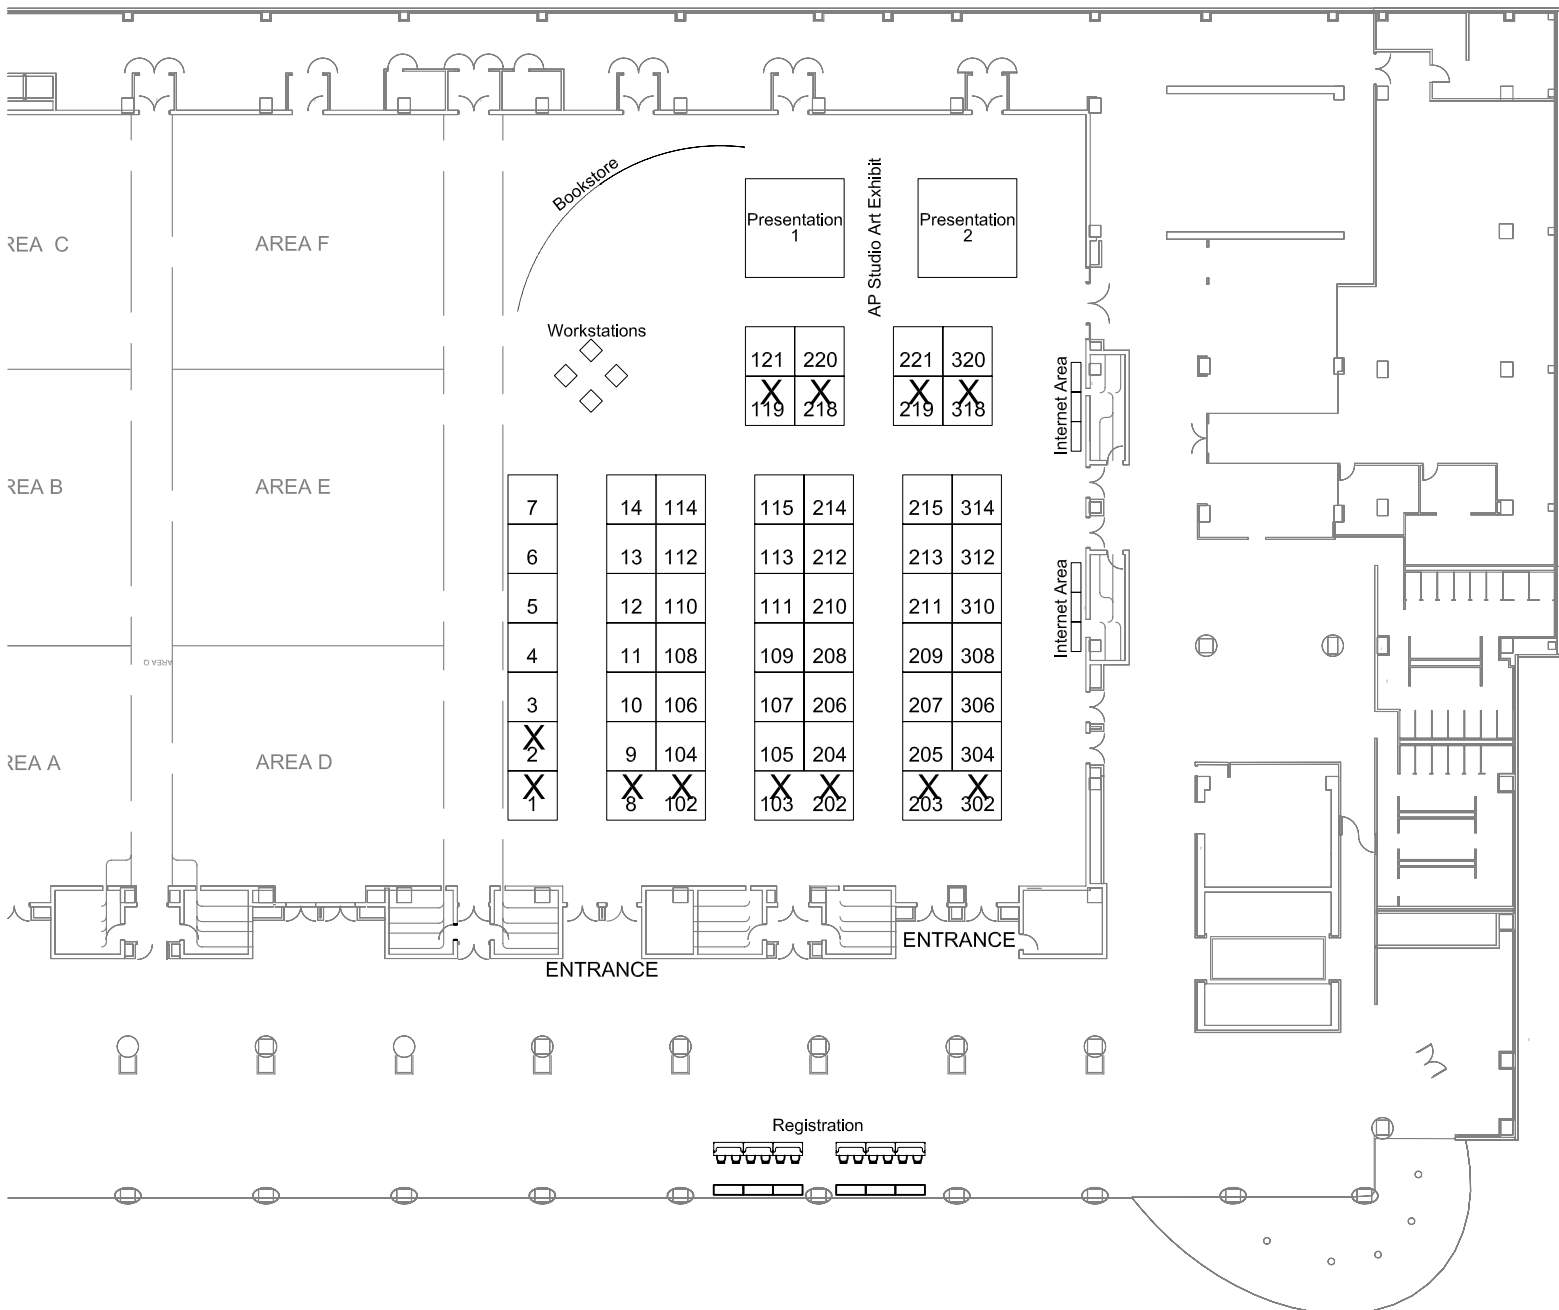 Bookstore
AP Studio Art Exhibit
Presentation
1
Presentation
2
REA C
AREA F
Workstations
121 220 221 320
X X X X
119 218 219 318
Internet Area
REA B
AREA E
7 14 114 115 214 215 314
6 13 112 113 212 213 312
5 12 110 111 210 211 310
Internet Area
4 11 108 109 208 209 308
AREA Q
3 10 106 107 206 207 306
X
2 9 104 105 204 205 304
REA A
AREA D
X X X X X X X
1 8 102 103 202 203 302
ENTRANCE
ENTRANCE
Registration